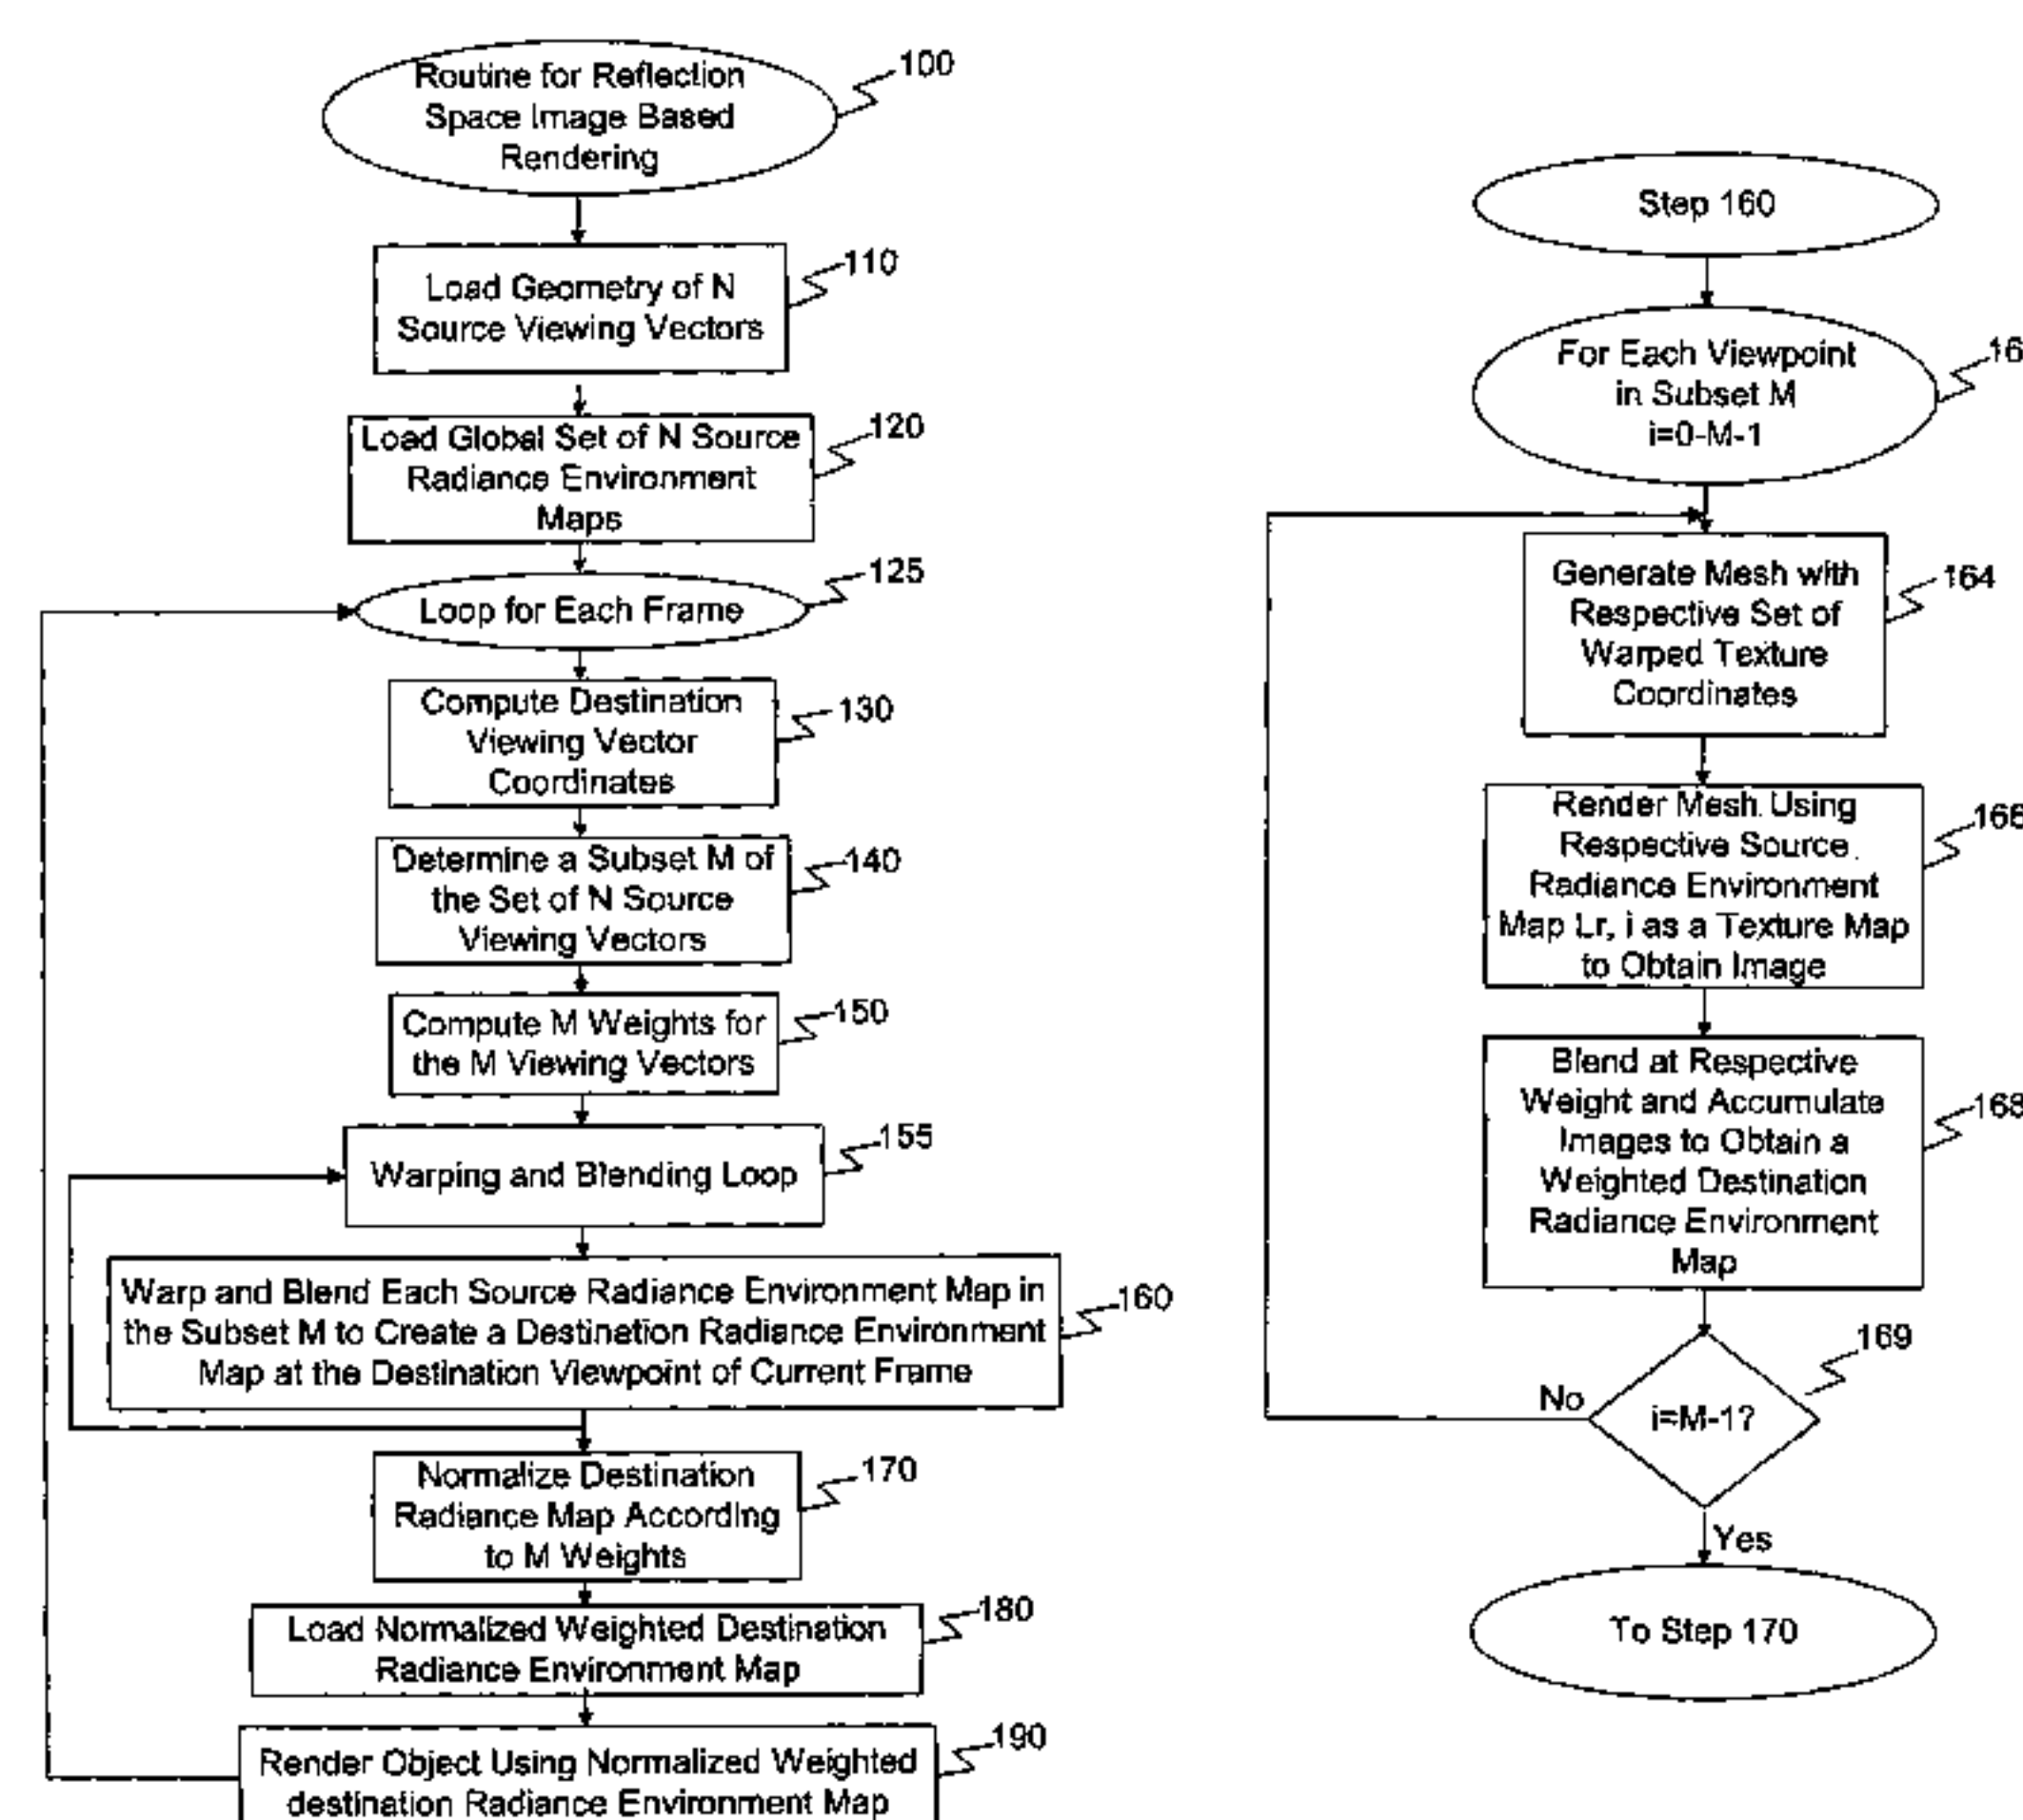 Routine for Reflection
Space Image Based
Rendering
100
Load Geometry of N
Source Viewing Vectors
110
Load Global Set of N Source
Radiance Environment
Maps
120
Loop for Each Frame
125
Compute Destination
Viewing Vector
Coordinates
130
Determine a Subset M of
the Set of N Source
Viewing Vectors
140
Compute M Weights for
the M Viewing Vectors
150
Warping and Blending Loop
155
Warp and Blend Each Source Radiance Environment Map in
the Subset M to Create a Destination Radiance Environment
Map at the Destination Viewpoint of Current Frame
160
Normalize Destination
Radiance Map According
to M Weights
170
Load Normalized Weighted Destination
Radiance Environment Map
180
Render Object Using Normalized Weighted
destination Radiance Environment Map
190
Step 160
For Each Viewpoint
in Subset M
i=0-M-1
Generate Mesh with
Respective Set of
Warped Texture
Coordinates
164
Render Mesh Using
Respective Source
Radiance Environment
Map Lr, i as a Texture Map
to Obtain Image
166
Blend at Respective
Weight and Accumulate
Images to Obtain a
Weighted Destination
Radiance Environment
Map
168
i=M-1?
169
No
Yes
To Step 170